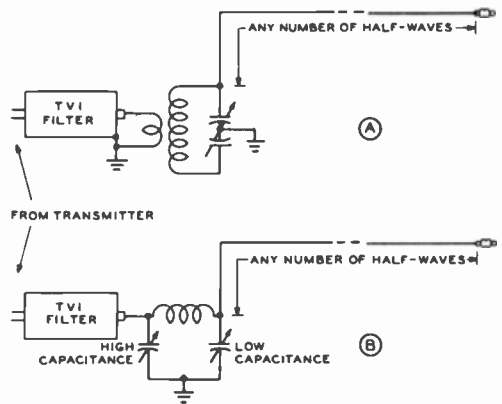 ANY NUMBER OF HALF-WAVES
TVI
FILTER
A
FROM TRANSMITTER
ANY NUMBER OF HALF-WAVES
TVI
FILTER
HIGH
CAPACITANCE
LOW
CAPACITANCE
B